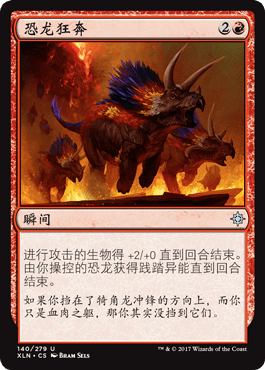 恐龙狂奔 2
瞬间
进行攻击的生物得 +2/+0 直到回合结束。
由你操控的恐龙获得践踏异能直到回合
结束。
如果你挡在了犄角龙冲锋的方向上，而你
只是血肉之躯，那你其实没挡到它们。
140/279 U
XLN • CS BRAM SELS
™ & © 2017 Wizards of the Coast